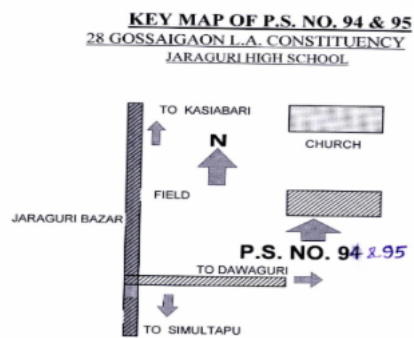 KEY MAP OF P.S. NO. 94 & 95
28 GOSSAIGAON L.A. CONSTITUENCY
JARAGURI HIGH SCHOOL
TO KASIABARI
N
CHURCH
FIELD
JARAGURI BAZAR
P.S. NO. 94 & 95
TO DAWAGURI
TO SIMULTAPU